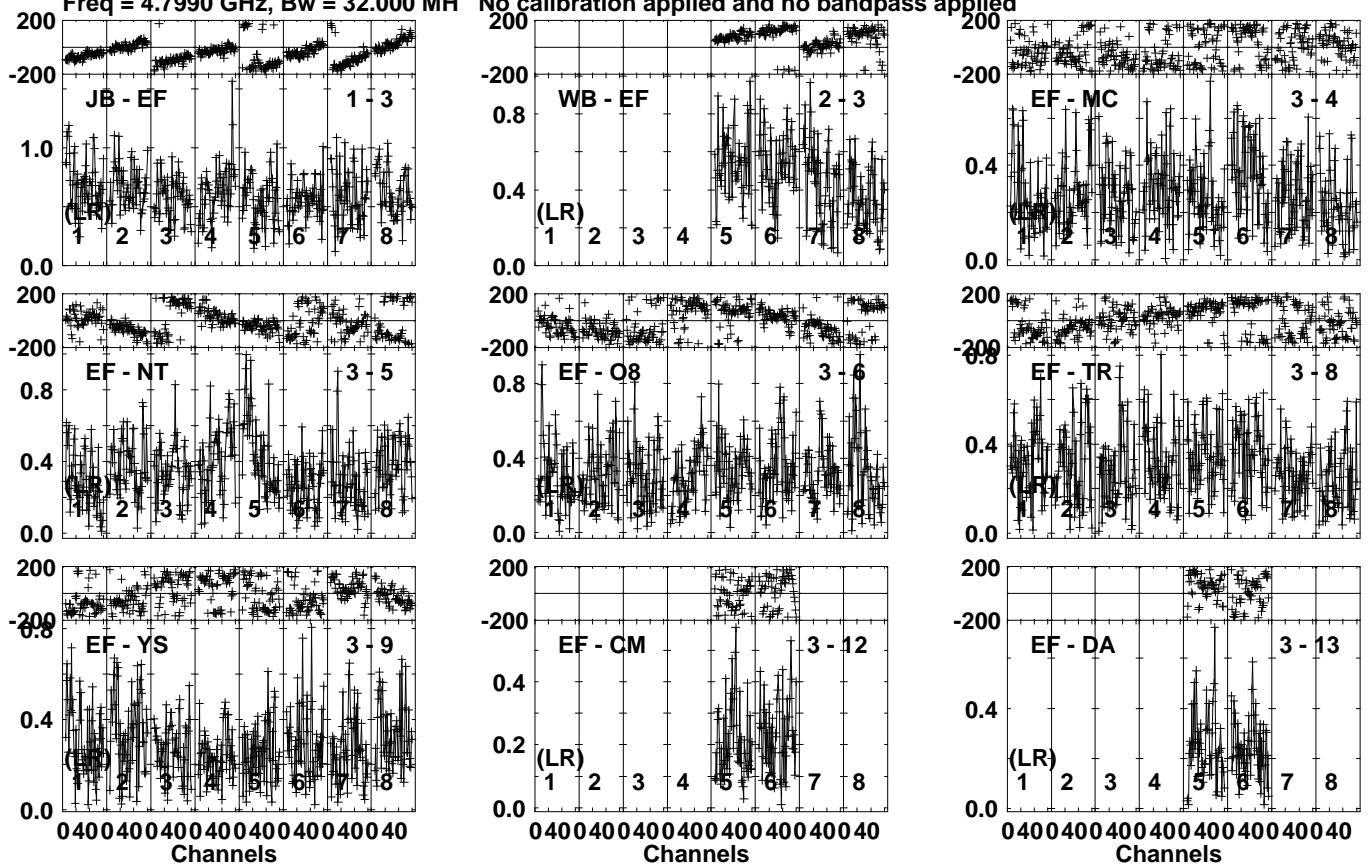 Freq = 4.7990 GHz, Bw = 32.000 MH No calibration applied and no bandpass applied
200
-200
JB - EF 1 - 3
1.0
(LR)
1 2 3 4 5 6 7 8
0.0
WB - EF 2 - 3
0.8
0.4
(LR)
1 2 3 4 5 6 7 8
0.0
200
-200
EF - MC 3 - 4
0.4
(LR)
1 2 3 4 5 6 7 8
0.0
200
-200
EF - NT 3 - 5
0.8
0.4
(LR)
1 2 3 4 5 6 7 8
0.0
200
-200
EF - O8 3 - 6
0.8
0.4
(LR)
1 2 3 4 5 6 7 8
0.0
200
-200
0.8
EF - TR 3 - 8
0.4
(LR)
1 2 3 4 5 6 7 8
0.0
200
-200
0.8
EF - YS 3 - 9
0.4
(LR)
1 2 3 4 5 6 7 8
0.0
0 40 0 40 0 40 0 40 0 40 0 40 0 40 0 40
Channels
200
-200
EF - CM 3 - 12
0.4
0.2
(LR)
1 2 3 4 5 6 7 8
0.0
0 40 0 40 0 40 0 40 0 40 0 40 0 40 0 40
Channels
200
-200
EF - DA 3 - 13
0.4
(LR)
1 2 3 4 5 6 7 8
0.0
0 40 0 40 0 40 0 40 0 40 0 40 0 40 0 40
Channels